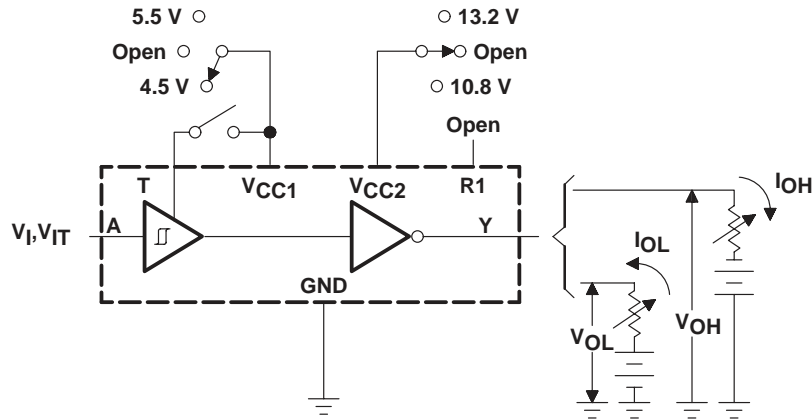 5.5 V
13.2 V
Open
Open
4.5 V
10.8 V
Open
T
VCC1
VCC2
R1
VI,VIT
A
Y
GND
IOH
IOL
VOL
VOH